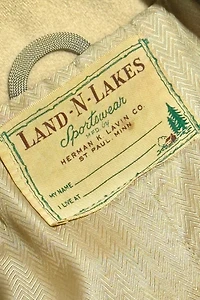 LAND-N-LAKES
Sportswear
MFD BY
HERMAN K. LAVIN CO.
ST PAUL MINN
MY NAME
I LIVE AT